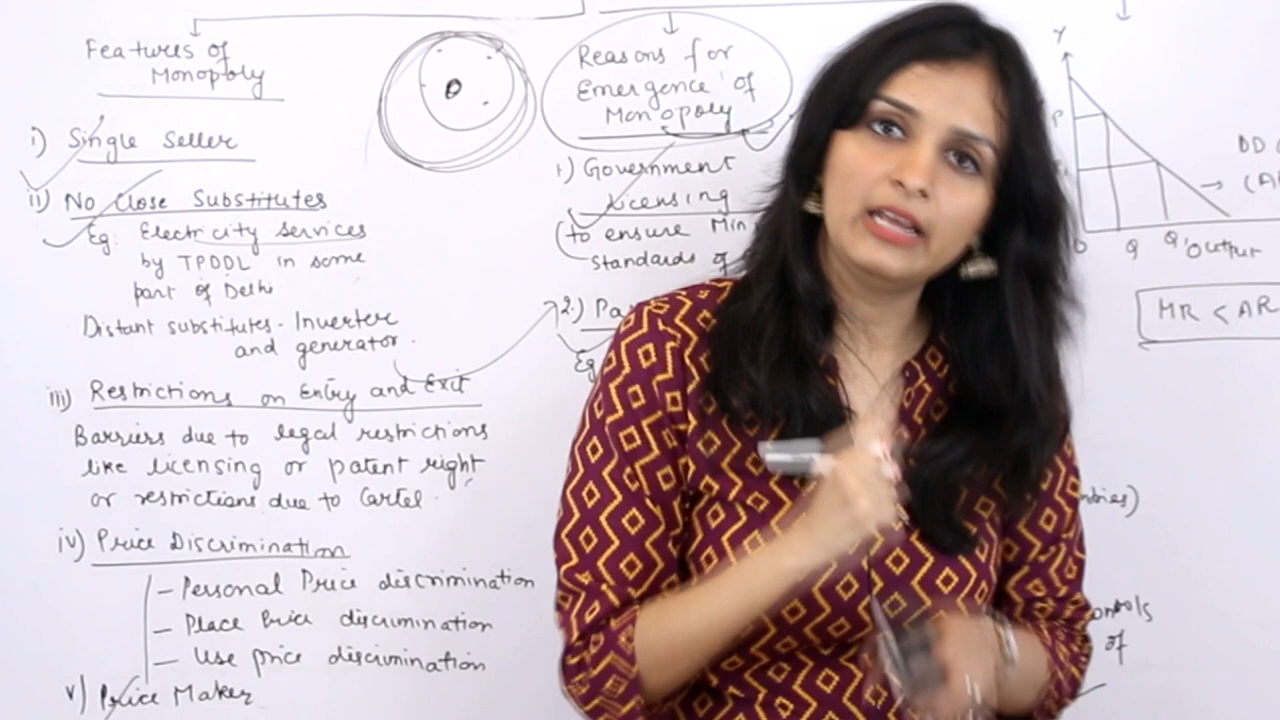 Features of
Monopoly
i) Single Seller
ii) No Close Substitutes
Eg: Electricity Services
by TPDDL in some
part of Delhi
Distant substitutes - Inverter
and generator.
iii) Restrictions on Entry and Exit
Barriers due to legal restrictions
like licensing or patent right
or restrictions due to Cartel.
iv) Price Discrimination
- Personal Price discrimination
- Place Price discrimination
- Use price discrimination
v) Price Maker
Reasons for
Emergence of
Monopoly
1.) Government
licensing
(to ensure Min
standards of
2.) Pa
Eg
Y
P
O Q Q' Output
DD
(A
MR < AR
of